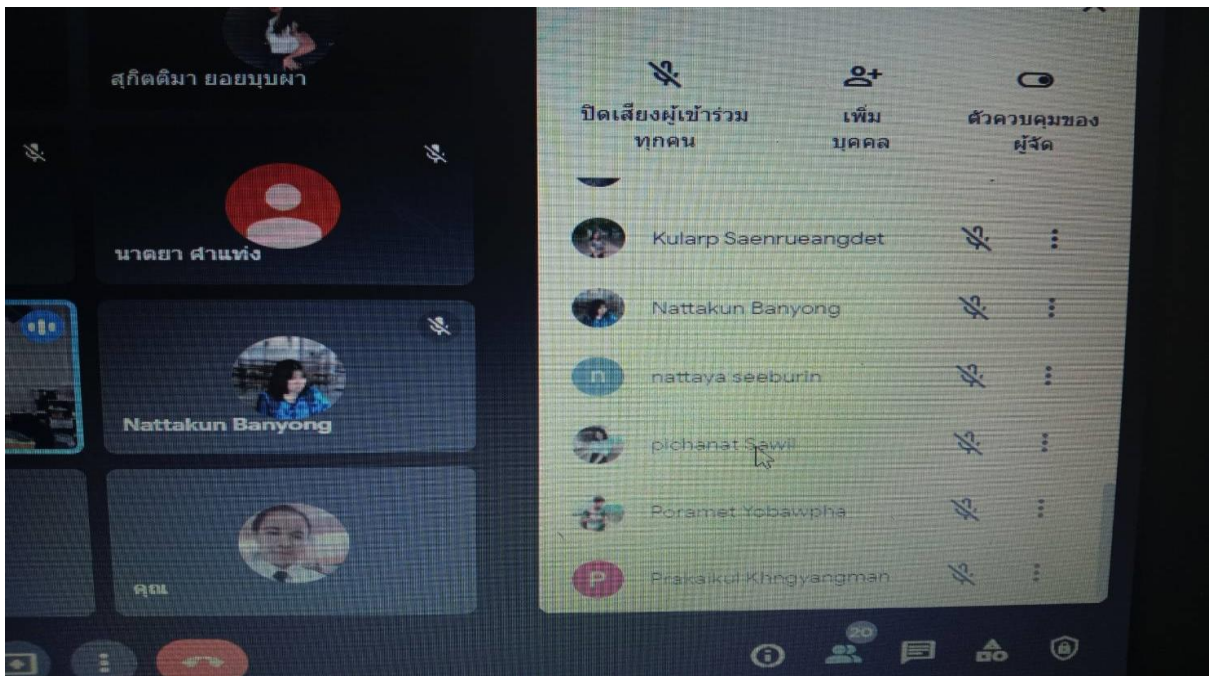 สุกิตติมา ยอยบุบผา
นาตยา ศาแท่ง
Nattakun Banyong
คุณ
ปิดเสียงผู้เข้าร่วม
ทุกคน
เพิ่ม
บุคคล
ตัวควบคุมของ
ผู้จัด
Kularp Saenrueangdet
Nattakun Banyong
n
nattaya seeburin
pichanat Sawil
Poramet Yobawpha
P
Prakaikul Khngyangman
20